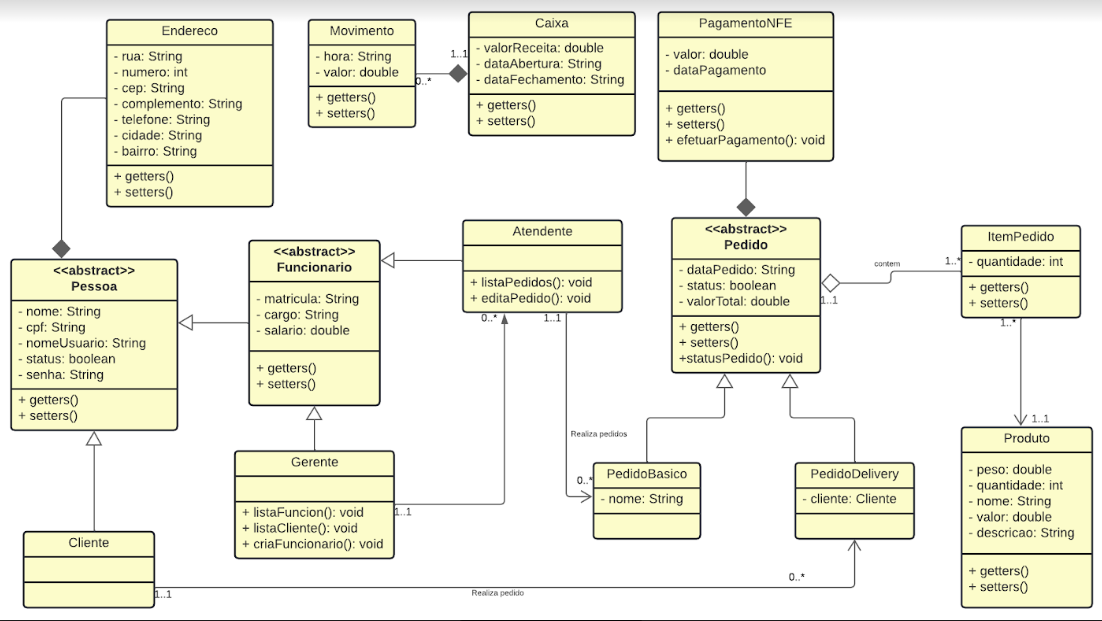 Endereco
- rua: String
- numero: int
- cep: String
- complemento: String
- telefone: String
- cidade: String
- bairro: String
+ getters()
+ setters()
Movimento
- hora: String
- valor: double
+ getters()
+ setters()
0..*
1..1
Caixa
- valorReceita: double
- dataAbertura: String
- dataFechamento: String
+ getters()
+ setters()
PagamentoNFE
- valor: double
- dataPagamento
+ getters()
+ setters()
+ efetuarPagamento(): void
<<abstract>>
Pessoa
- nome: String
- cpf: String
- nomeUsuario: String
- status: boolean
- senha: String
+ getters()
+ setters()
<<abstract>>
Funcionario
- matricula: String
- cargo: String
- salario: double
+ getters()
+ setters()
Atendente
+ listaPedidos(): void
+ editaPedido(): void
0..*
1..1
<<abstract>>
Pedido
- dataPedido: String
- status: boolean
- valorTotal: double
+ getters()
+ setters()
+statusPedido(): void
contem
1..1
1..*
ItemPedido
- quantidade: int
+ getters()
+ setters()
1..*
1..1
Gerente
+ listaFuncion(): void
+ listaCliente(): void
+ criaFuncionario(): void
1..1
Realiza pedidos
0..*
PedidoBasico
- nome: String
PedidoDelivery
- cliente: Cliente
Produto
- peso: double
- quantidade: int
- nome: String
- valor: double
- descricao: String
+ getters()
+ setters()
Cliente
1..1
Realiza pedido
0..*